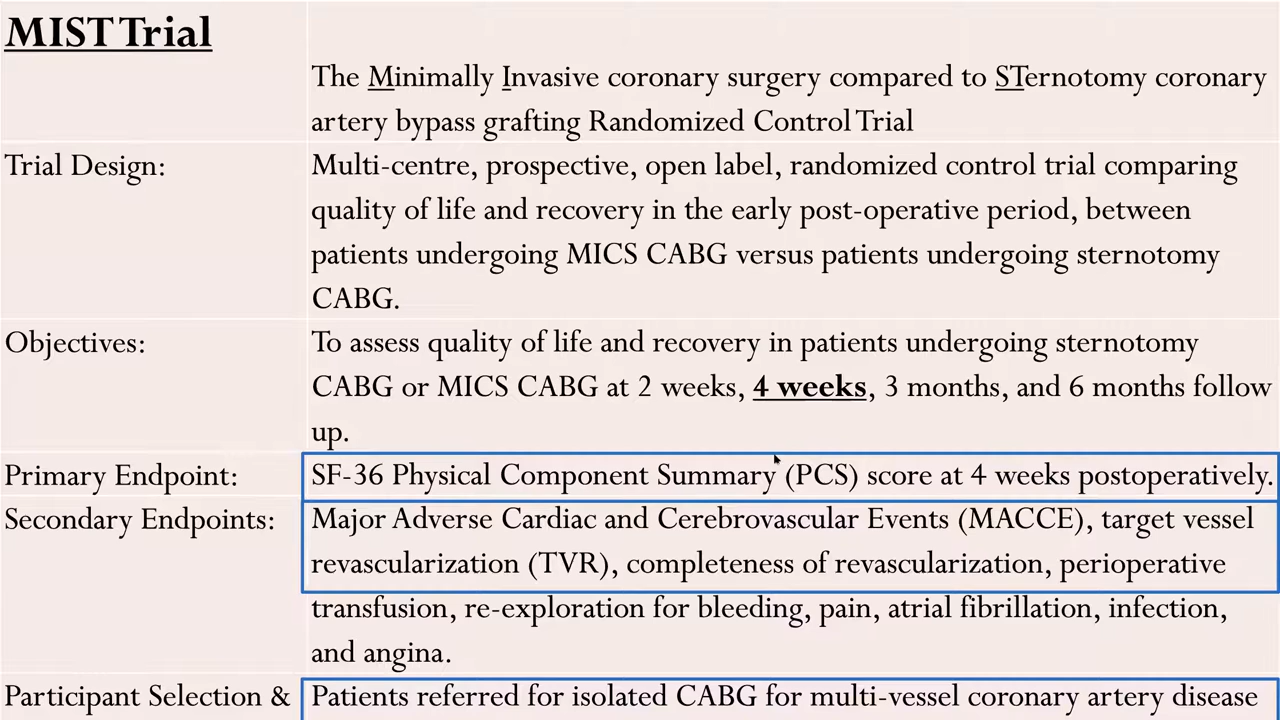 MIST Trial
The Minimally Invasive coronary surgery compared to STernotomy coronary
artery bypass grafting Randomized Control Trial
Trial Design:
Multi-centre, prospective, open label, randomized control trial comparing
quality of life and recovery in the early post-operative period, between
patients undergoing MICS CABG versus patients undergoing sternotomy
CABG.
Objectives:
To assess quality of life and recovery in patients undergoing sternotomy
CABG or MICS CABG at 2 weeks, 4 weeks, 3 months, and 6 months follow
up.
Primary Endpoint:
SF-36 Physical Component Summary (PCS) score at 4 weeks postoperatively.
Secondary Endpoints:
Major Adverse Cardiac and Cerebrovascular Events (MACCE), target vessel
revascularization (TVR), completeness of revascularization, perioperative
transfusion, re-exploration for bleeding, pain, atrial fibrillation, infection,
and angina.
Participant Selection &
Patients referred for isolated CABG for multi-vessel coronary artery disease